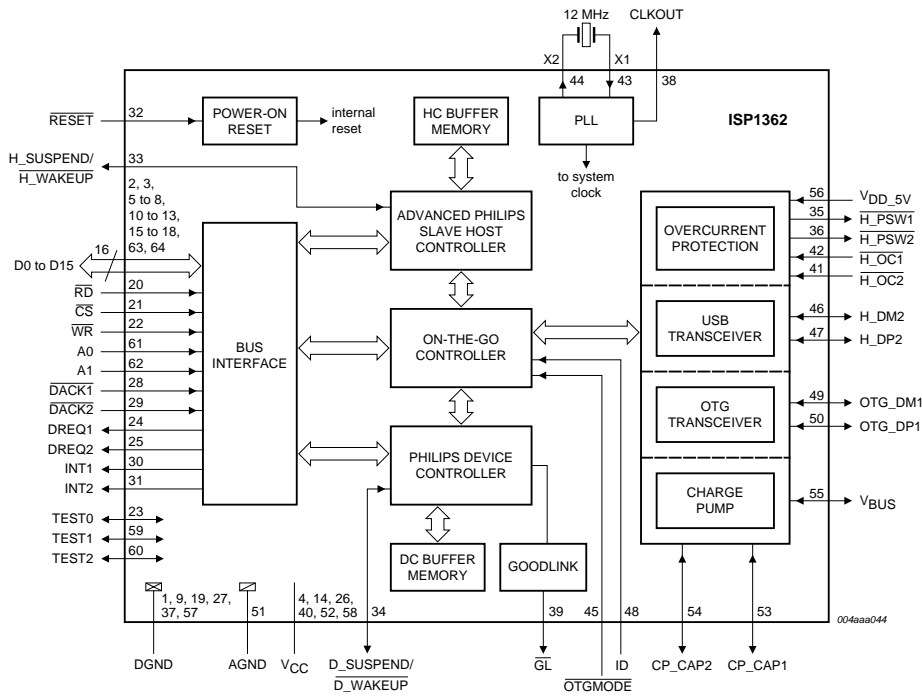 12 MHz
CLKOUT
X2
X1
44
43
38
RESET
32
POWER-ON
RESET
internal
reset
HC BUFFER
MEMORY
PLL
ISP1362
to system
clock
H_SUSPEND/
H_WAKEUP
33
2, 3,
5 to 8,
10 to 13,
15 to 18,
63, 64
16
D0 to D15
RD
20
CS
21
WR
22
A0
61
A1
62
DACK1
28
DACK2
29
DREQ1
24
DREQ2
25
INT1
30
INT2
31
TEST0
23
TEST1
59
TEST2
60
BUS
INTERFACE
ADVANCED PHILIPS
SLAVE HOST
CONTROLLER
ON-THE-GO
CONTROLLER
PHILIPS DEVICE
CONTROLLER
DC BUFFER
MEMORY
GOODLINK
OVERCURRENT
PROTECTION
USB
TRANSCEIVER
OTG
TRANSCEIVER
CHARGE
PUMP
56
VDD_5V
35
H_PSW1
36
H_PSW2
42
H_OC1
41
H_OC2
46
H_DM2
47
H_DP2
49
OTG_DM1
50
OTG_DP1
55
VBUS
1, 9, 19, 27,
37, 57
51
4, 14, 26,
40, 52, 58
34
39
45
48
54
53
004aaa044
DGND
AGND
VCC
D_SUSPEND/
D_WAKEUP
GL
OTGMODE
ID
CP_CAP2
CP_CAP1